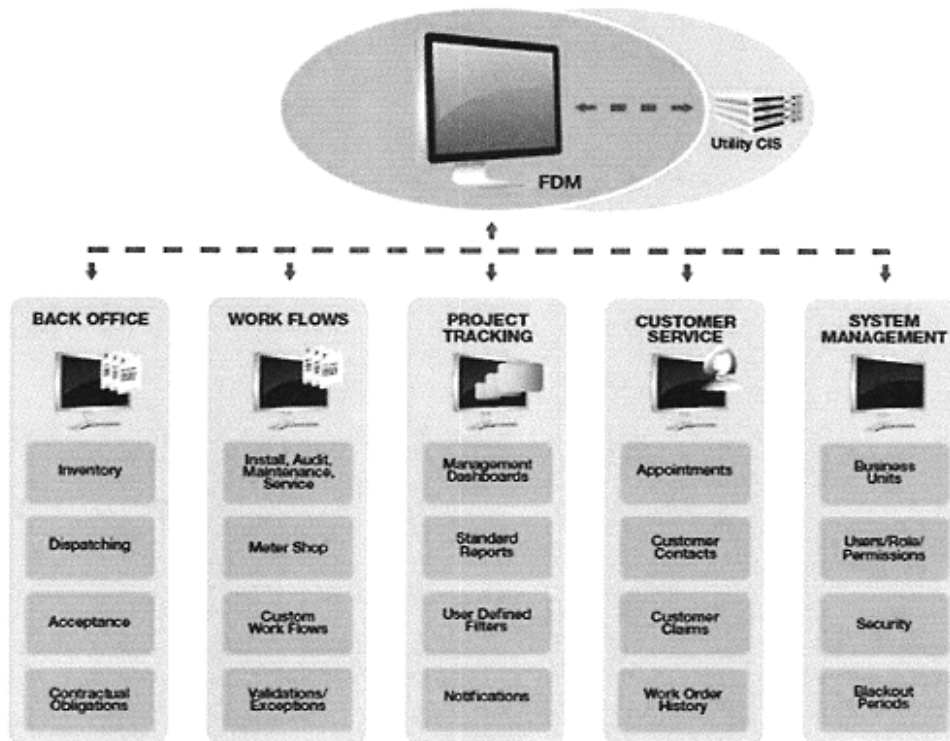 Utility CIS
FDM
BACK OFFICE
Inventory
Dispatching
Acceptance
Contractual
Obligations
WORK FLOWS
Install, Audit,
Maintenance,
Service
Meter Shop
Custom
Work Flows
Validations/
Exceptions
PROJECT
TRACKING
Management
Dashboards
Standard
Reports
User Defined
Filters
Notifications
CUSTOMER
SERVICE
Appointments
Customer
Contacts
Customer
Claims
Work Order
History
SYSTEM
MANAGEMENT
Business
Units
Users/Role/
Permissions
Security
Blackout
Periods